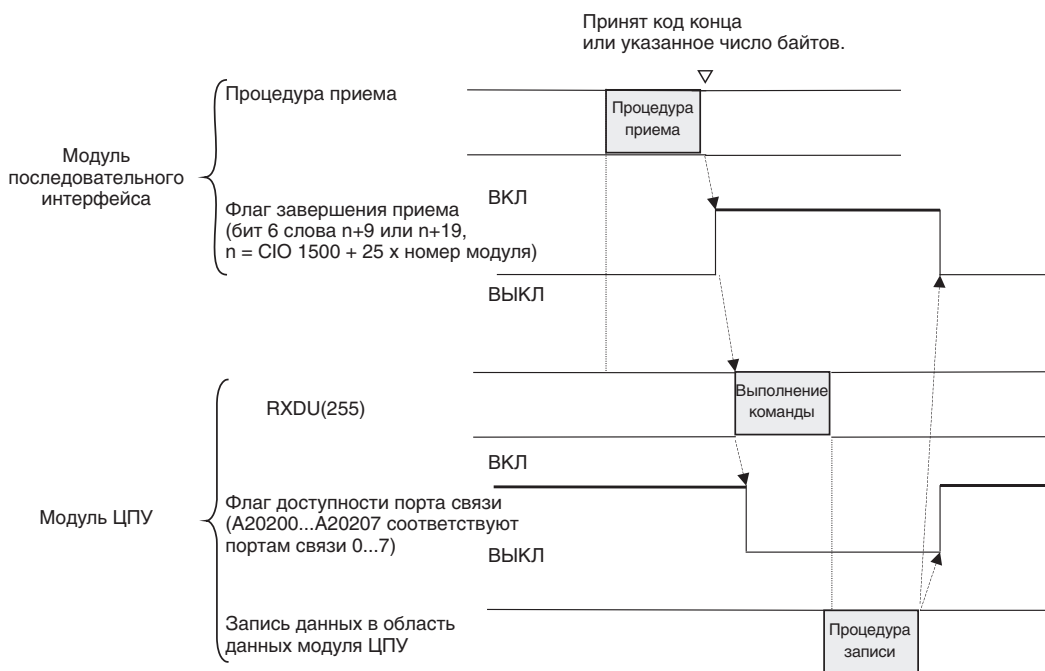 Принят код конца
или указанное число байтов.
Процедура приема
Процедура
приема
Модуль
последовательного
интерфейса
ВКЛ
Флаг завершения приема
(бит 6 слова n+9 или n+19,
n = CIO 1500 + 25 x номер модуля)
ВЫКЛ
RXDU(255)
Выполнение
команды
ВКЛ
Модуль ЦПУ
Флаг доступности порта связи
(A20200...A20207 соответствуют
портам связи 0...7)
ВЫКЛ
Запись данных в область
данных модуля ЦПУ
Процедура
записи